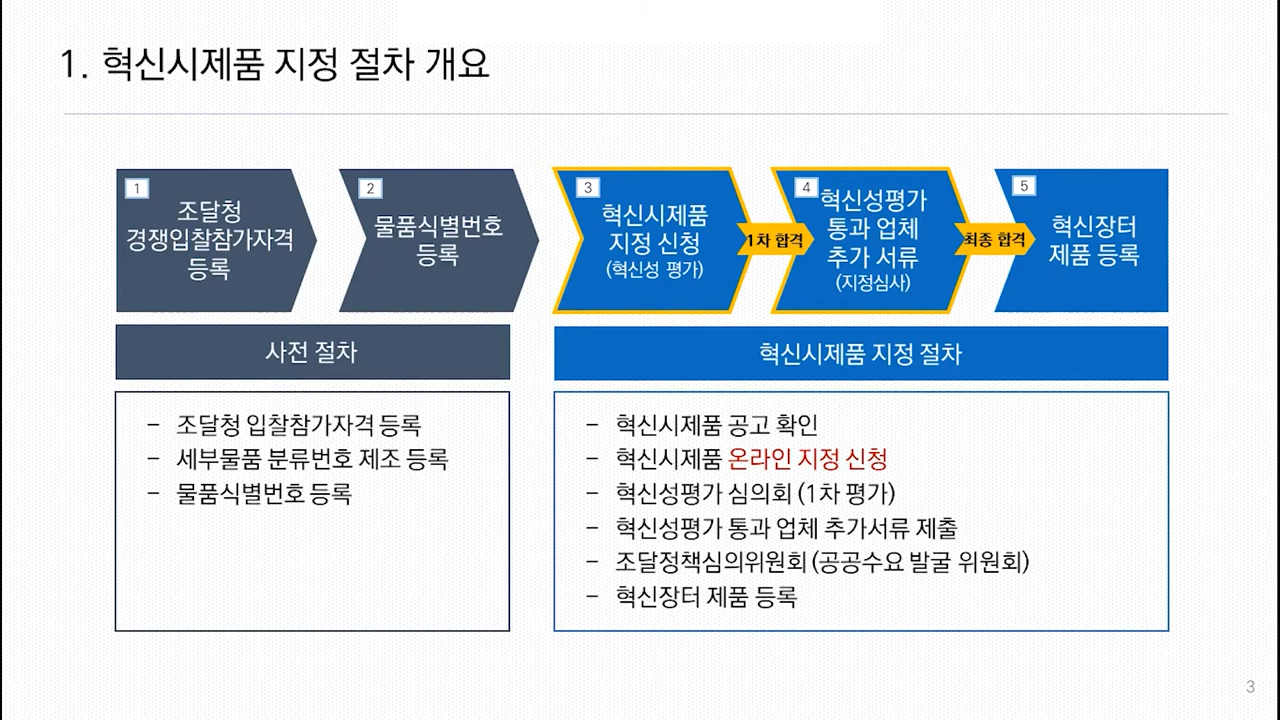 1. 혁신시제품 지정 절차 개요
1
조달청
경쟁입찰참가자격
등록
2
물품식별번호
등록
3
혁신시제품
지정 신청
(혁신성 평가)
1차 합격
4
혁신성평가
통과 업체
추가 서류
(지정심사)
최종 합격
5
혁신장터
제품 등록
사전 절차
혁신시제품 지정 절차
– 조달청 입찰참가자격 등록
– 세부물품 분류번호 제조 등록
– 물품식별번호 등록
– 혁신시제품 공고 확인
– 혁신시제품 온라인 지정 신청
– 혁신성평가 심의회 (1차 평가)
– 혁신성평가 통과 업체 추가서류 제출
– 조달정책심의위원회 (공공수요 발굴 위원회)
– 혁신장터 제품 등록
3